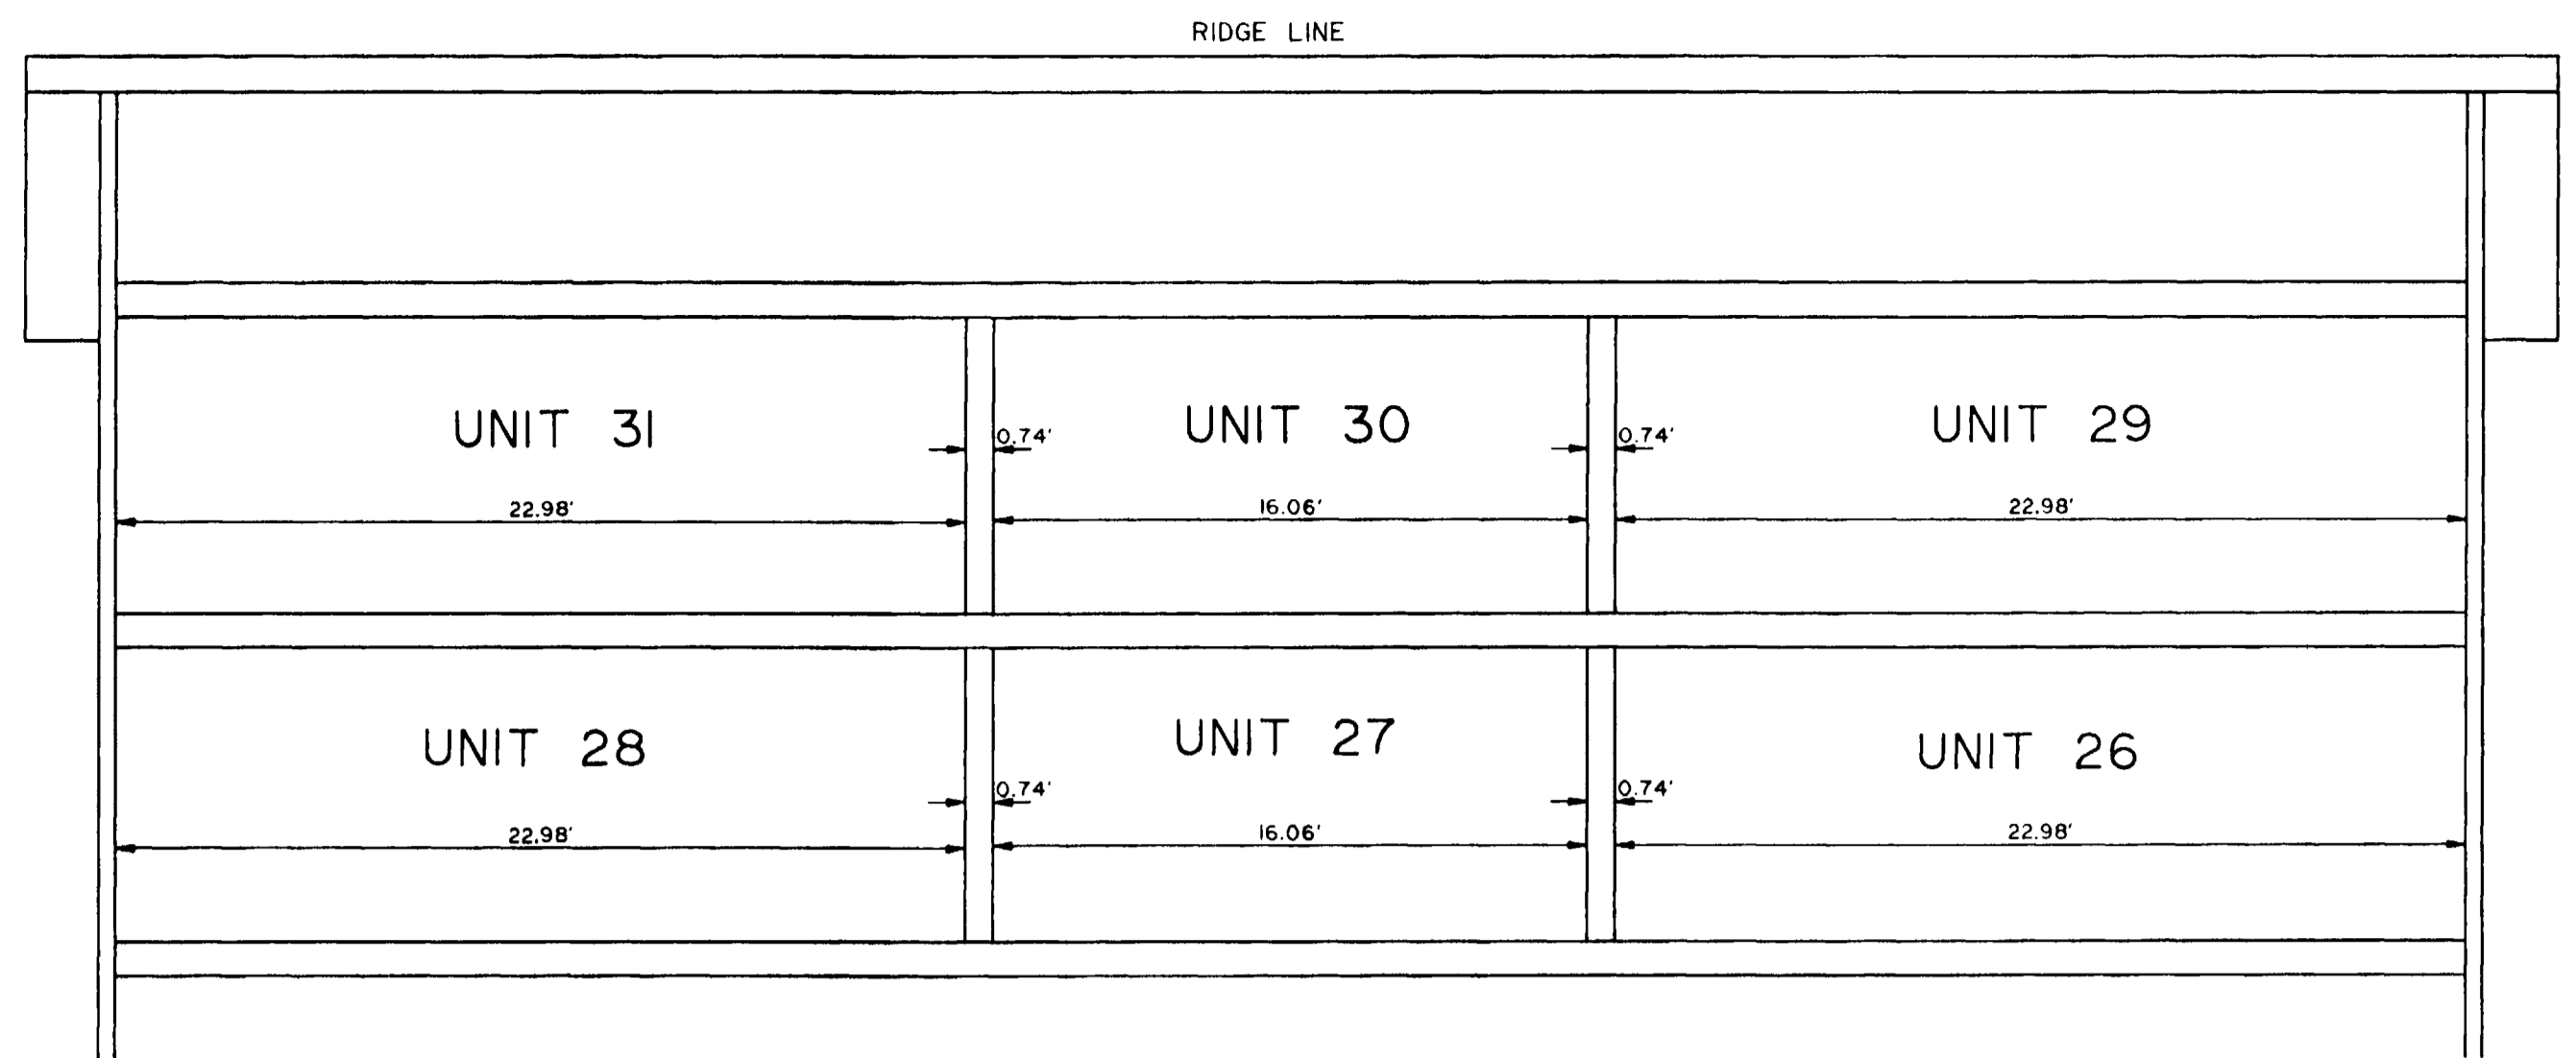 RIDGE LINE
UNIT 31
UNIT 30
UNIT 29
0.74'
0.74'
22.98'
16.06'
22.98'
UNIT 28
UNIT 27
UNIT 26
0.74'
0.74'
22.98'
16.06'
22.98'